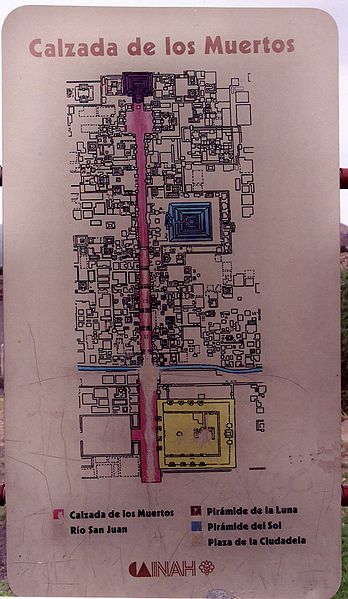 Calzada de los Muertos
Calzada de los Muertos
Río San Juan
Pirámide de la Luna
Pirámide del Sol
Plaza de la Ciudadela
CAINAH